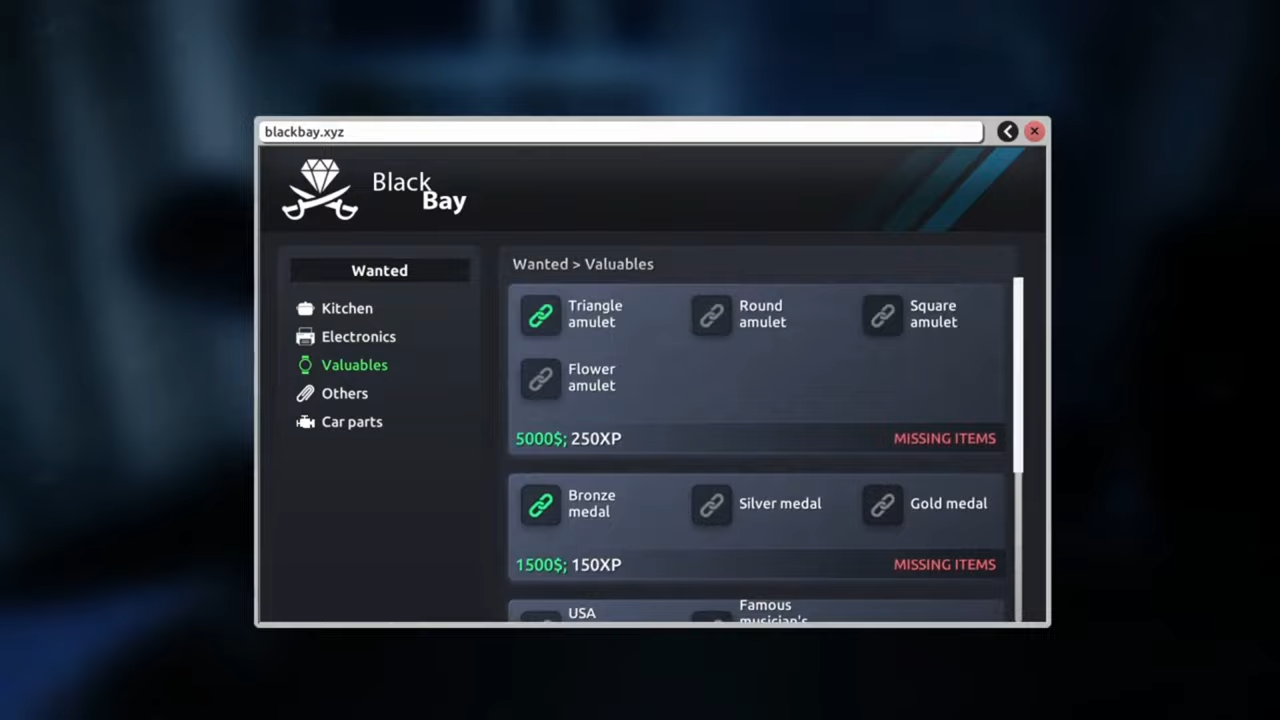 blackbay.xyz
Black
Bay
Wanted
Kitchen
Electronics
Valuables
Others
Car parts
Wanted > Valuables
Triangle
amulet
Round
amulet
Square
amulet
Flower
amulet
5000$; 250XP
MISSING ITEMS
Bronze
medal
Silver medal
Gold medal
1500$; 150XP
MISSING ITEMS
USA
Famous
musician's